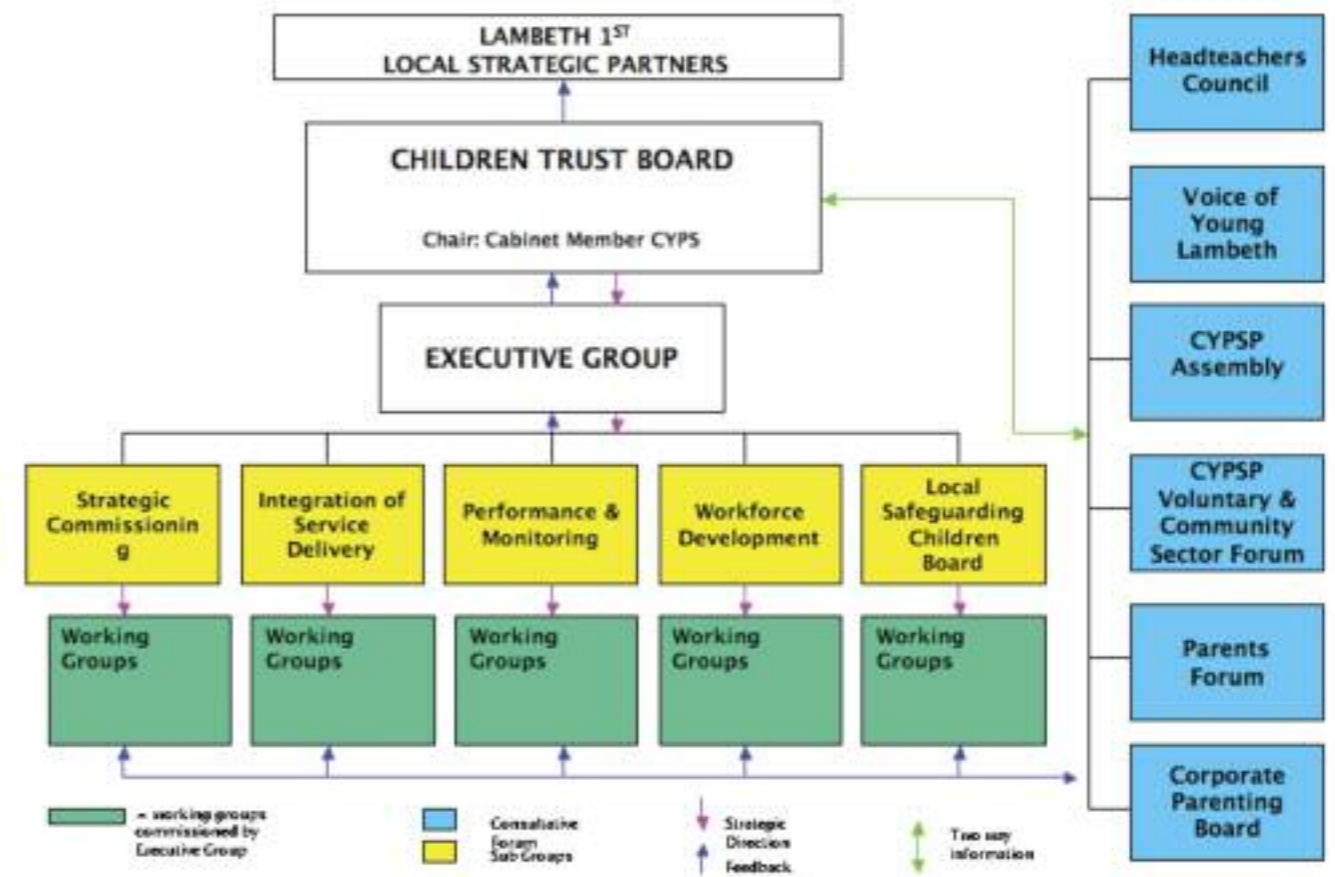 LAMBETH 1ST
LOCAL STRATEGIC PARTNERS
CHILDREN TRUST BOARD
Chair: Cabinet Member CYPS
EXECUTIVE GROUP
Strategic
Commissionin
g
Integration of
Service
Delivery
Performance &
Monitoring
Workforce
Development
Local
Safeguarding
Children
Board
Working
Groups
Working
Groups
Working
Groups
Working
Groups
Working
Groups
Headteachers
Council
Voice of
Young
Lambeth
CYPSP
Assembly
CYPSP
Voluntary &
Community
Sector Forum
Parents
Forum
Corporate
Parenting
Board
= working groups
commissioned by
Executive Group
Consultative
Forum
Sub Groups
Strategic
Direction
Feedback
Two way
information